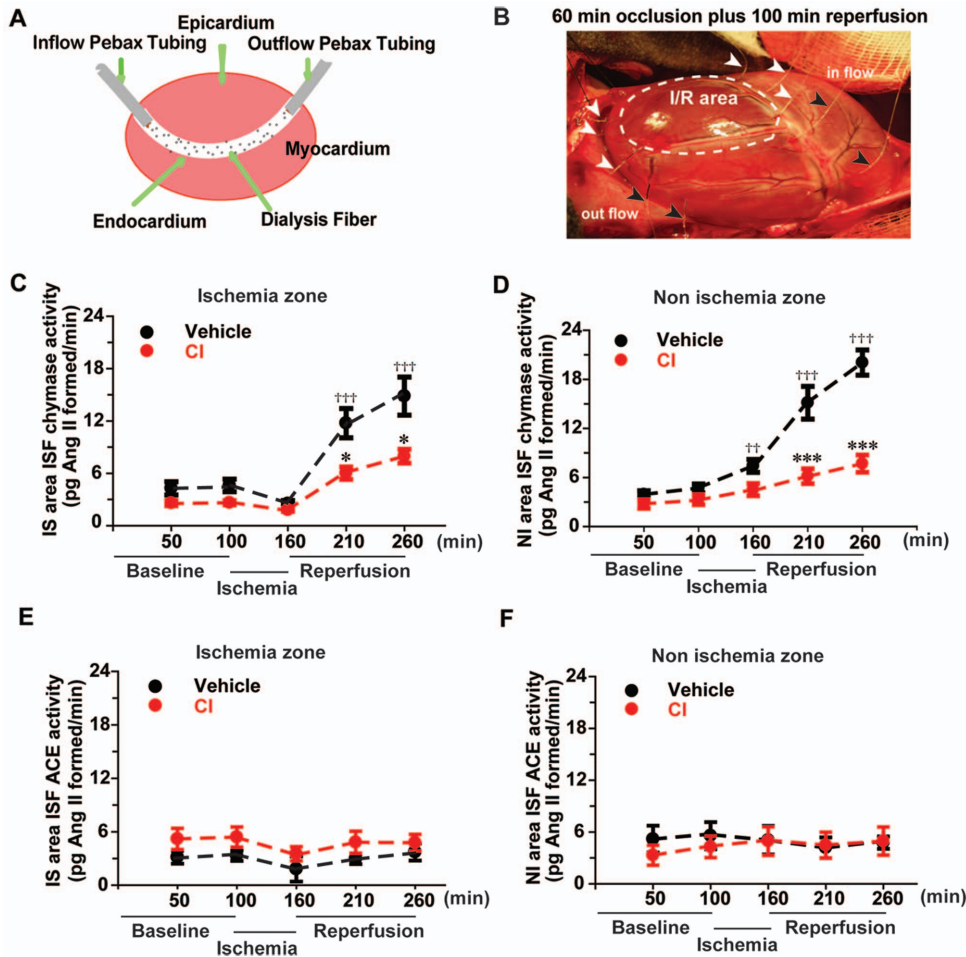 A
Epicardium
Inflow Pebax Tubing
Outflow Pebax Tubing
Myocardium
Endocardium
Dialysis Fiber
B
60 min occlusion plus 100 min reperfusion
I/R area
in flow
out flow
C
Ischemia zone
IS area ISF chymase activity
(pg Ang II formed/min)
24
18
12
6
0
Vehicle
CI
†††
†††
*
*
50 100 160 210 260 (min)
Baseline
Reperfusion
Ischemia
D
Non ischemia zone
NI area ISF chymase activity
(pg Ang II formed/min)
24
18
12
6
0
Vehicle
CI
††
†††
†††
***
***
50 100 160 210 260 (min)
Baseline
Reperfusion
Ischemia
E
Ischemia zone
IS area ISF ACE activity
(pg Ang II formed/min)
24
18
12
6
0
Vehicle
CI
50 100 160 210 260 (min)
Baseline
Reperfusion
Ischemia
F
Non ischemia zone
NI area ISF ACE activity
(pg Ang II formed/min)
24
18
12
6
0
Vehicle
CI
50 100 160 210 260 (min)
Baseline
Reperfusion
Ischemia